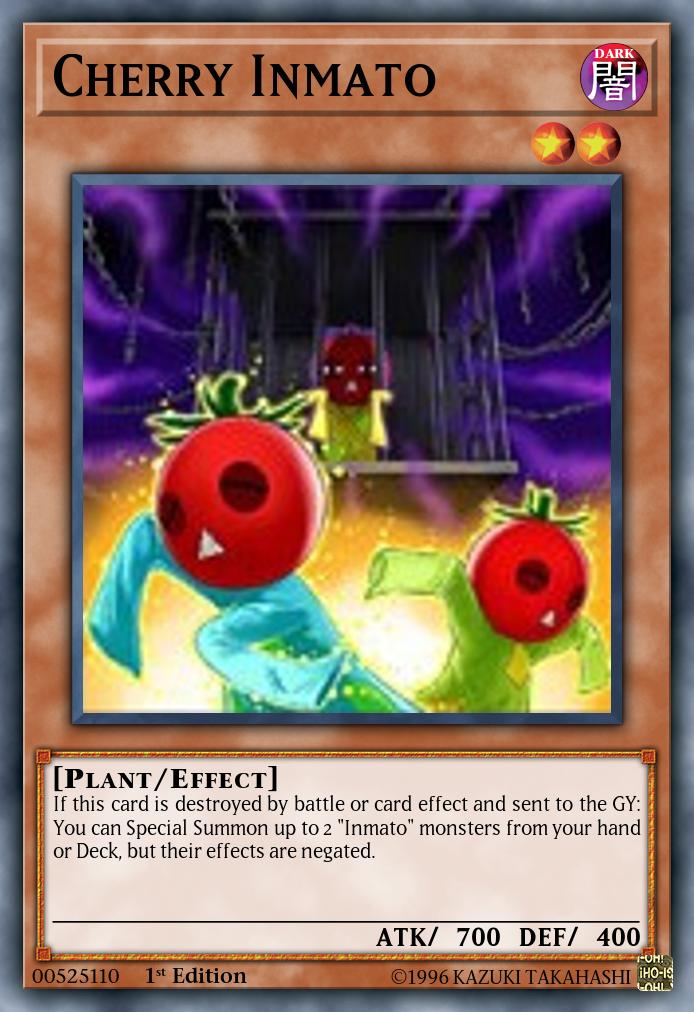 Cherry Inmato
DARK
闇
[Plant/Effect]
If this card is destroyed by battle or card effect and sent to the GY:
You can Special Summon up to 2 "Inmato" monsters from your hand
or Deck, but their effects are negated.
ATK/ 700 DEF/ 400
00525110 1st Edition ©1996 KAZUKI TAKAHASHI